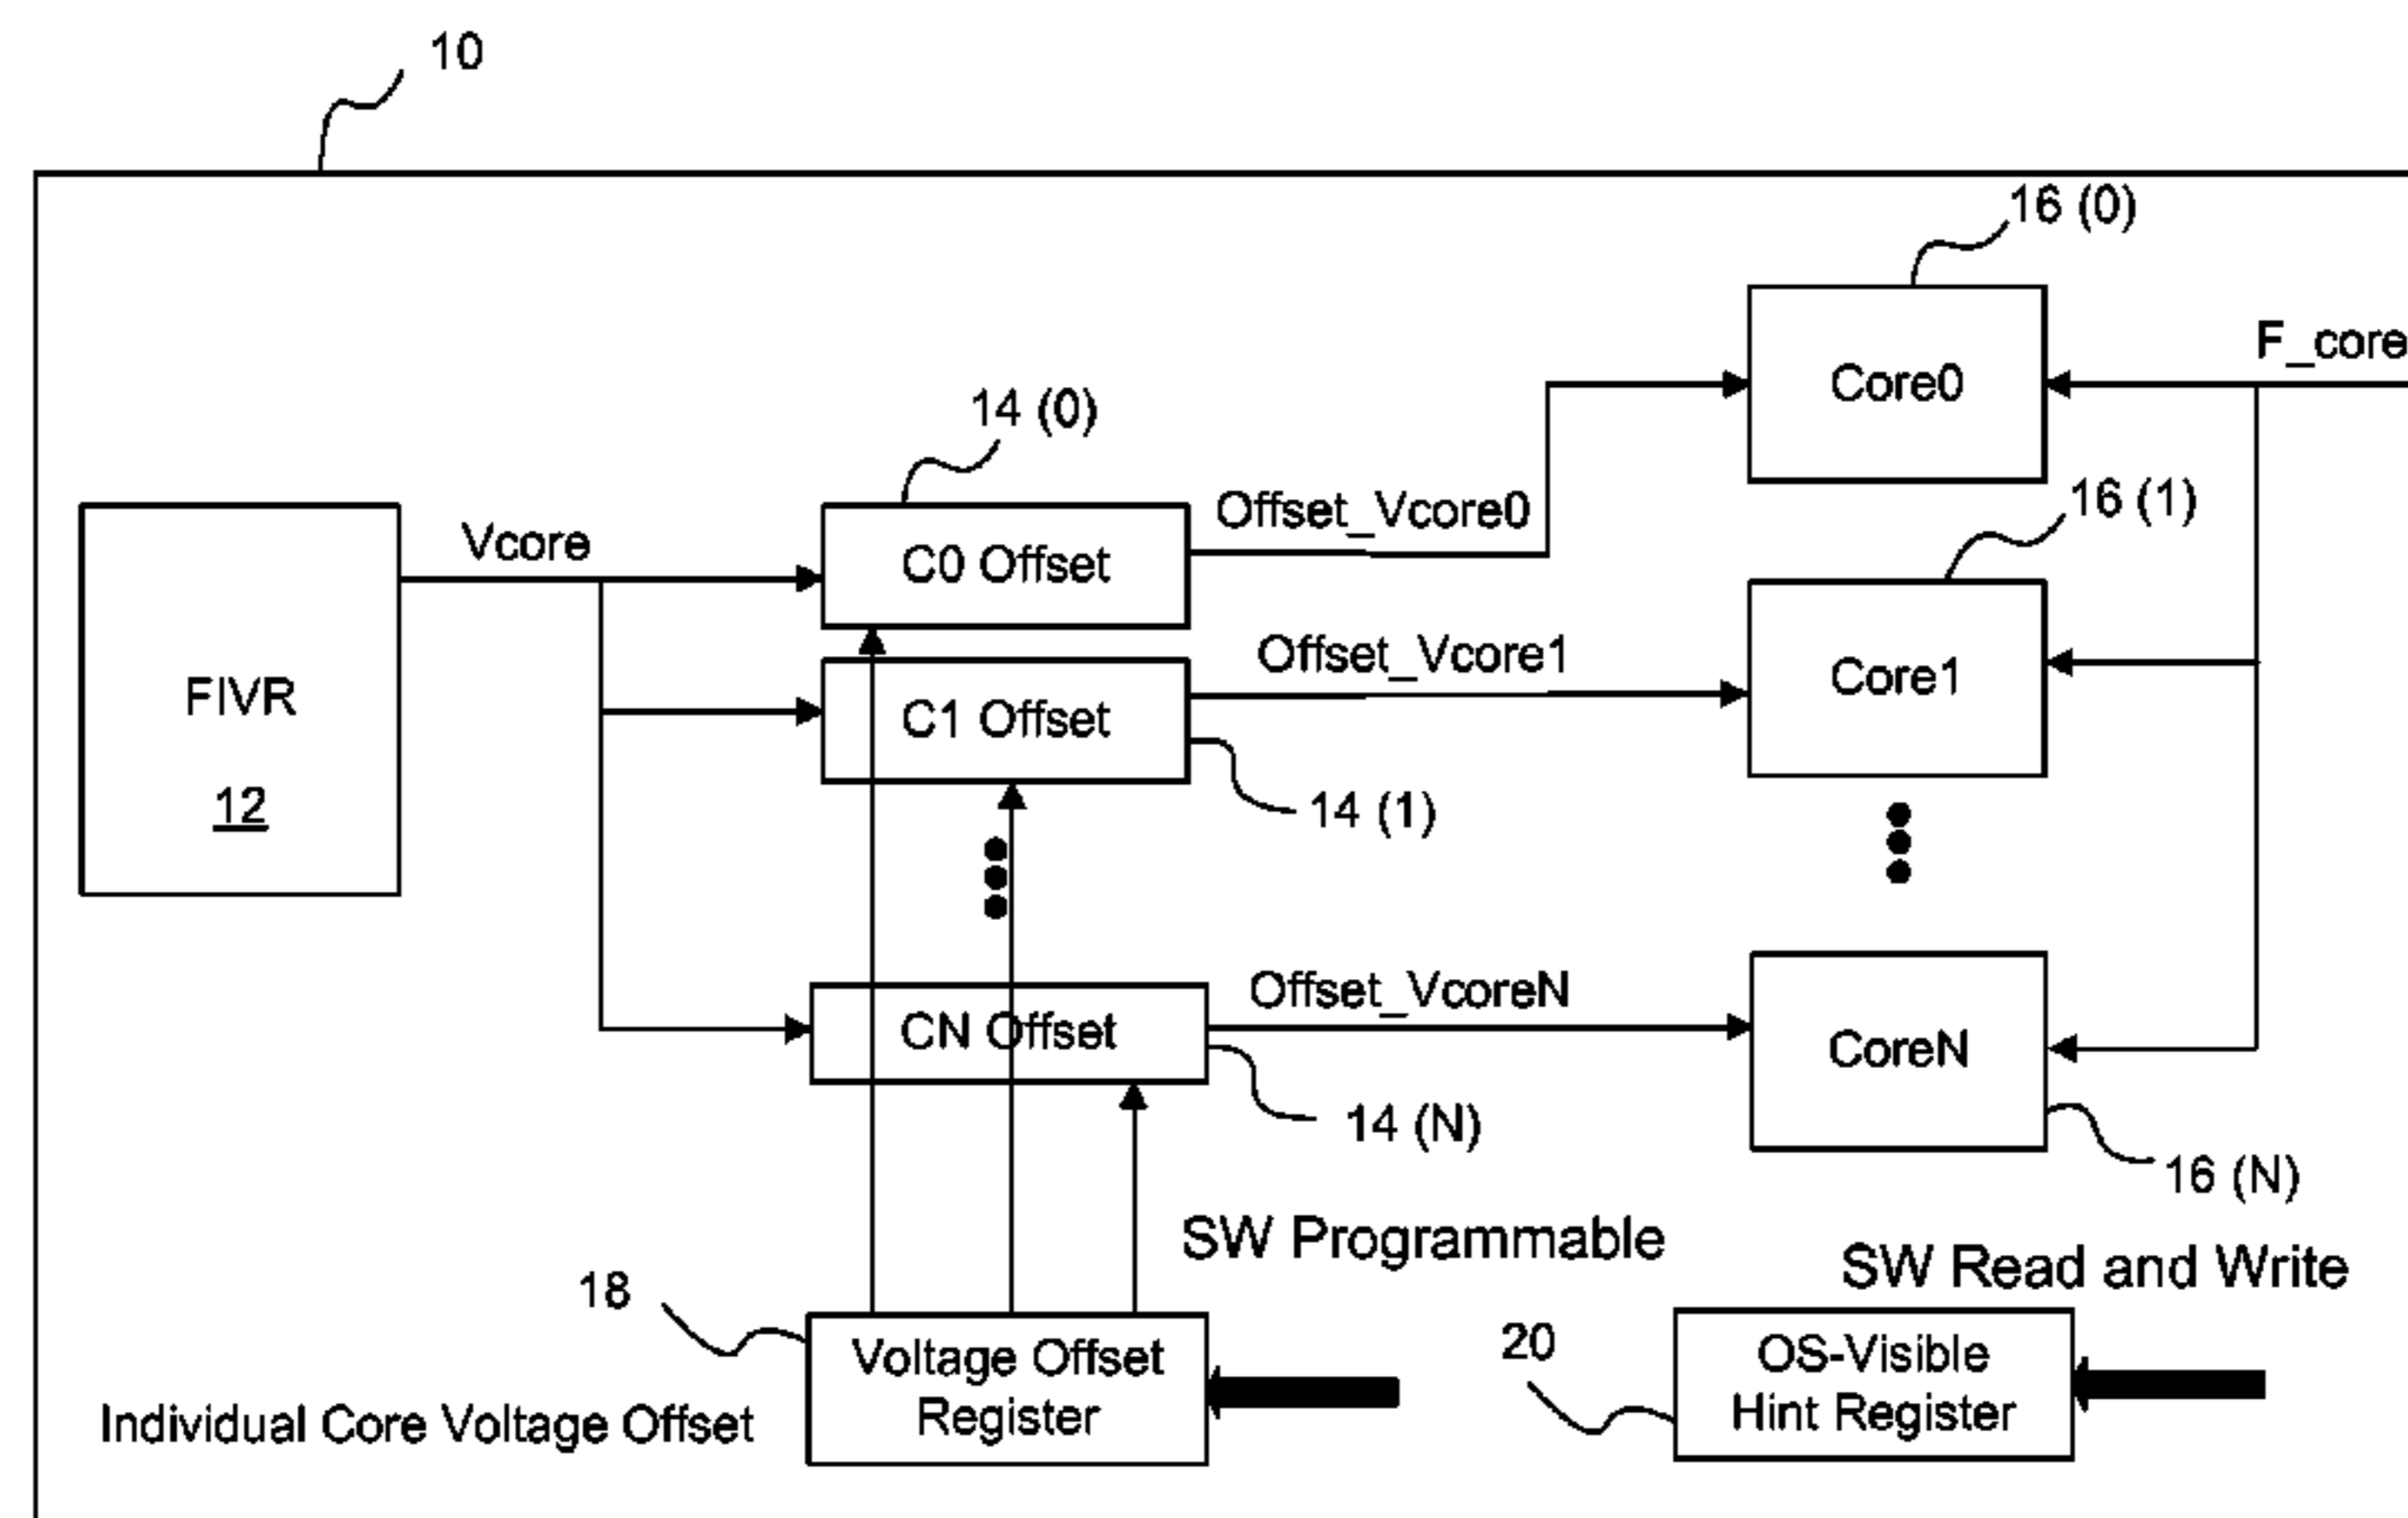 10
16 (0)
F_core
Core0
14 (0)
16 (1)
Offset_Vcore0
Vcore
C0 Offset
Offset_Vcore1
Core1
FIVR
C1 Offset
12
14 (1)
Offset_VcoreN
CN Offset
CoreN
14 (N)
16 (N)
SW Programmable
SW Read and Write
18
Voltage Offset
Register
20
OS-Visible
Hint Register
Individual Core Voltage Offset